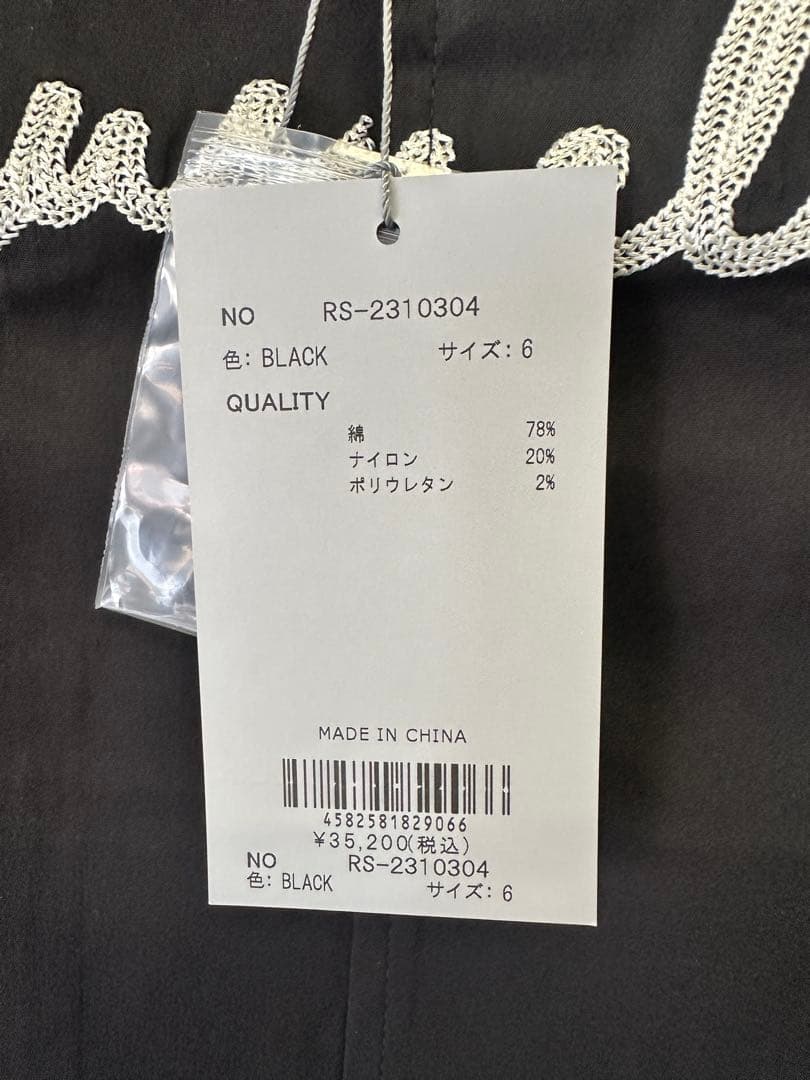 NO RS-2310304
色: BLACK サイズ: 6
QUALITY
綿 78%
ナイロン 20%
ポリウレタン 2%
MADE IN CHINA
4582581829066
¥35,200(税込)
NO RS-2310304
色: BLACK サイズ: 6